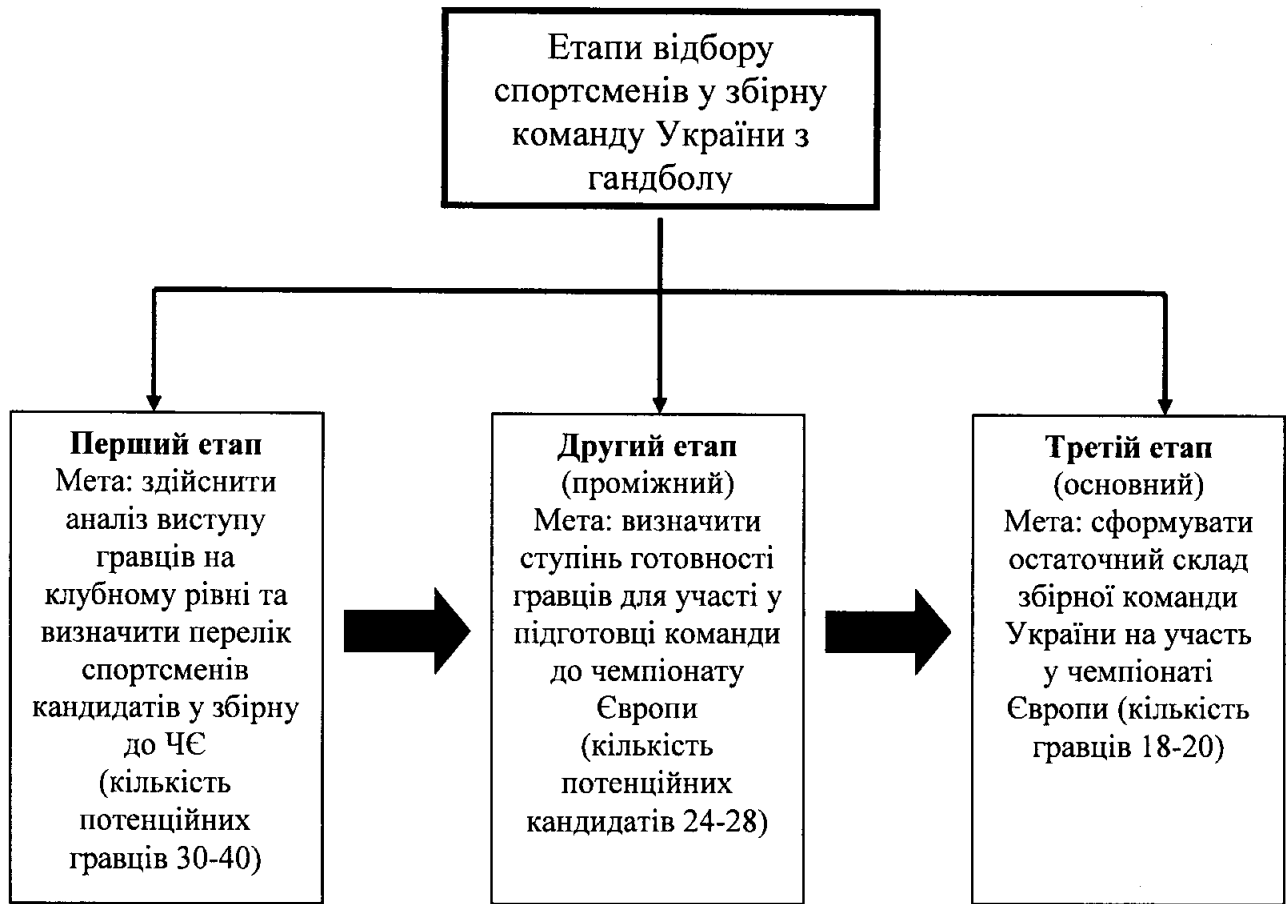 Етапи відбору
спортсменів у збірну
команду України з
гандболу
Перший етап
Мета: здійснити
аналіз виступу
гравців на
клубному рівні та
визначити перелік
спортсменів
кандидатів у збірну
до ЧЄ
(кількість
потенційних
гравців 30-40)
Другий етап
(проміжний)
Мета: визначити
ступінь готовності
гравців для участі у
підготовці команди
до чемпіонату
Європи
(кількість
потенційних
кандидатів 24-28)
Третій етап
(основний)
Мета: сформувати
остаточний склад
збірної команди
України на участь
у чемпіонаті
Європи (кількість
гравців 18-20)